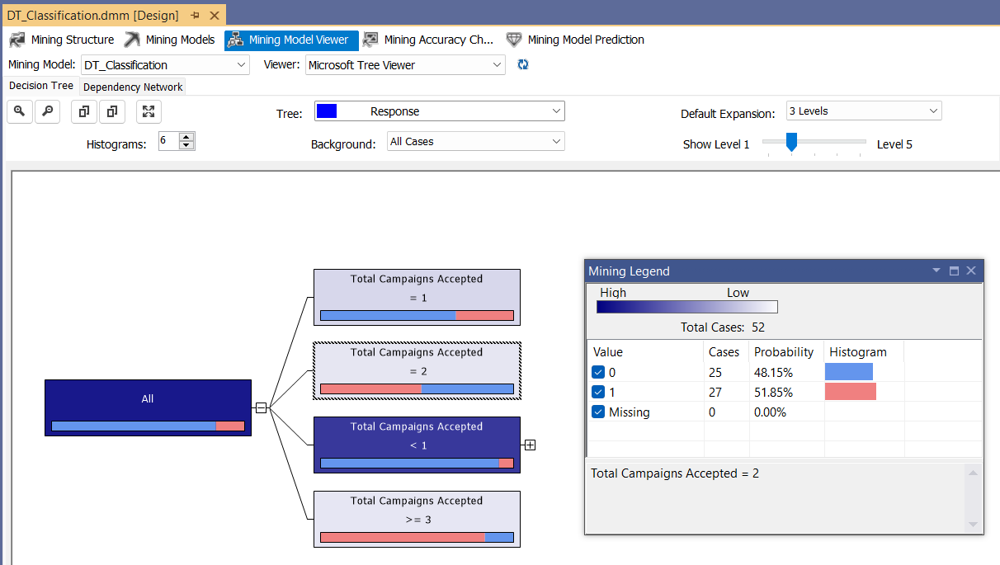 DT_Classification.dmm [Design]
Mining Structure Mining Models Mining Model Viewer Mining Accuracy Ch... Mining Model Prediction
Mining Model: DT_Classification Viewer: Microsoft Tree Viewer
Decision Tree Dependency Network
Tree: Response Default Expansion: 3 Levels
Histograms: 6 Background: All Cases Show Level 1 Level 5
Total Campaigns Accepted
= 1
Total Campaigns Accepted
= 2
All
Total Campaigns Accepted
< 1
Total Campaigns Accepted
>= 3
Mining Legend
High Low
Total Cases: 52
Value Cases Probability Histogram
0 25 48.15%
1 27 51.85%
Missing 0 0.00%
Total Campaigns Accepted = 2